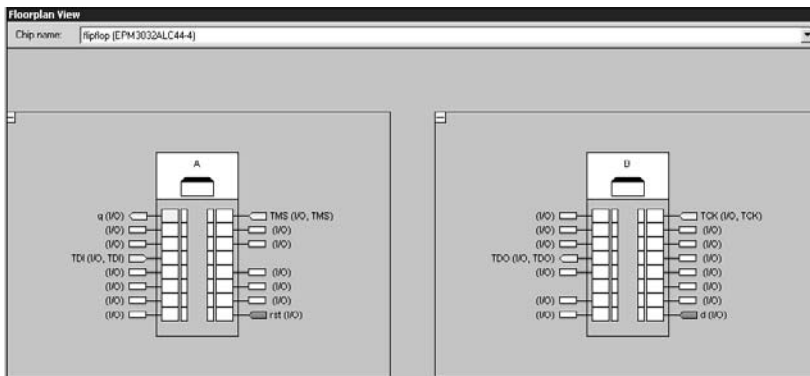 Floorplan View
Chip name: flipflop (EPM3032ALC44-4)
A
q (I/O) TMS (I/O, TMS)
(I/O) (I/O)
(I/O) (I/O)
TDI (I/O, TDI)
(I/O) (I/O)
(I/O) (I/O)
(I/O) (I/O)
(I/O) rst (I/O)
B
(I/O) TCK (I/O, TCK)
(I/O) (I/O)
(I/O) (I/O)
TDO (I/O, TDO) (I/O)
(I/O) (I/O)
(I/O)
(I/O) (I/O)
(I/O) d (I/O)